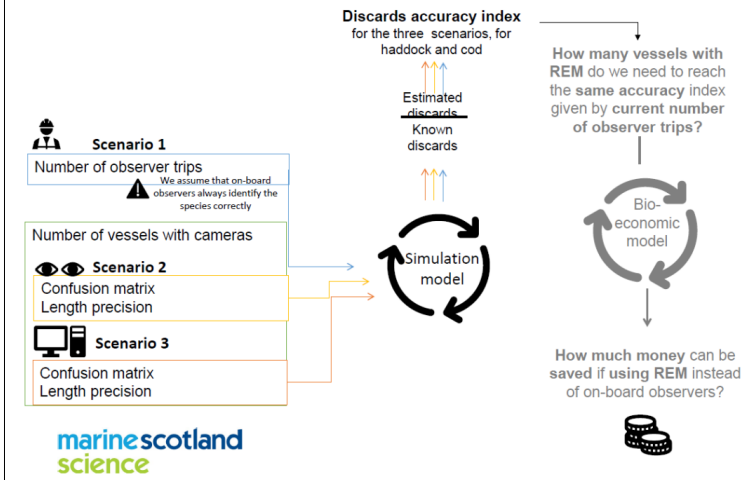 Discards accuracy index
for the three scenarios, for
haddock and cod
How many vessels with
REM do we need to reach
the same accuracy index
given by current number
of observer trips?
Estimated
discards
Known
discards
Scenario 1
Number of observer trips
We assume that on-board
observers always identify the
species correctly
Number of vessels with cameras
Scenario 2
Confusion matrix
Length precision
Scenario 3
Confusion matrix
Length precision
Simulation
model
Bio-
economic
model
How much money can be
saved if using REM instead
of on-board observers?
marinescotland
science